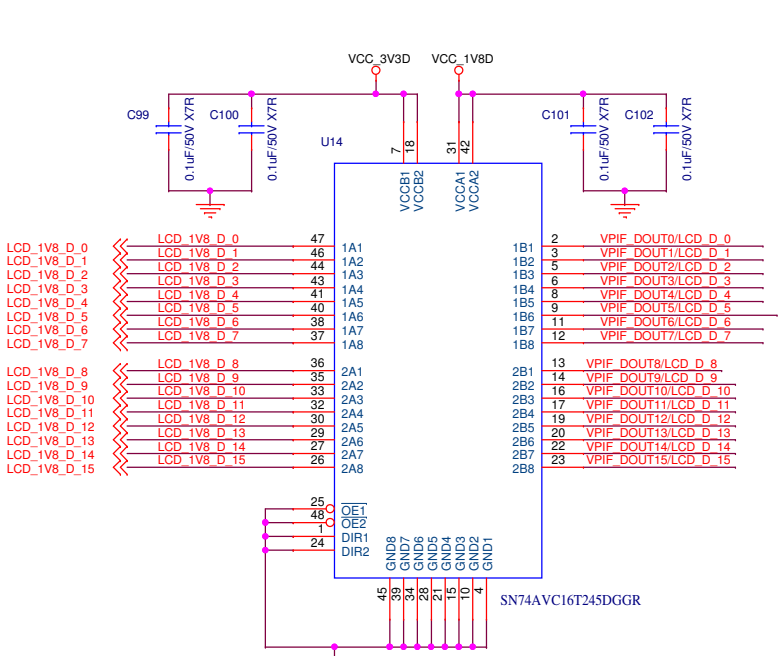 VCC_3V3D
VCC_1V8D
C99
0.1uF/50V X7R
C100
0.1uF/50V X7R
C101
0.1uF/50V X7R
C102
0.1uF/50V X7R
U14
7
18
31
42
VCCB1
VCCB2
VCCA1
VCCA2
LCD_1V8_D_0 LCD_1V8_D_0 47 1A1 1B1 2 VPIF_DOUT0/LCD_D_0
LCD_1V8_D_1 LCD_1V8_D_1 46 1A2 1B2 3 VPIF_DOUT1/LCD_D_1
LCD_1V8_D_2 LCD_1V8_D_2 44 1A3 1B3 5 VPIF_DOUT2/LCD_D_2
LCD_1V8_D_3 LCD_1V8_D_3 43 1A4 1B4 6 VPIF_DOUT3/LCD_D_3
LCD_1V8_D_4 LCD_1V8_D_4 41 1A5 1B5 8 VPIF_DOUT4/LCD_D_4
LCD_1V8_D_5 LCD_1V8_D_5 40 1A6 1B6 9 VPIF_DOUT5/LCD_D_5
LCD_1V8_D_6 LCD_1V8_D_6 38 1A7 1B7 11 VPIF_DOUT6/LCD_D_6
LCD_1V8_D_7 LCD_1V8_D_7 37 1A8 1B8 12 VPIF_DOUT7/LCD_D_7
LCD_1V8_D_8 LCD_1V8_D_8 36 2A1 2B1 13 VPIF_DOUT8/LCD_D_8
LCD_1V8_D_9 LCD_1V8_D_9 35 2A2 2B2 14 VPIF_DOUT9/LCD_D_9
LCD_1V8_D_10 LCD_1V8_D_10 33 2A3 2B3 16 VPIF_DOUT10/LCD_D_10
LCD_1V8_D_11 LCD_1V8_D_11 32 2A4 2B4 17 VPIF_DOUT11/LCD_D_11
LCD_1V8_D_12 LCD_1V8_D_12 30 2A5 2B5 19 VPIF_DOUT12/LCD_D_12
LCD_1V8_D_13 LCD_1V8_D_13 29 2A6 2B6 20 VPIF_DOUT13/LCD_D_13
LCD_1V8_D_14 LCD_1V8_D_14 27 2A7 2B7 22 VPIF_DOUT14/LCD_D_14
LCD_1V8_D_15 LCD_1V8_D_15 26 2A8 2B8 23 VPIF_DOUT15/LCD_D_15
25 OE1
48 OE2
1 DIR1
24 DIR2
GND8
GND7
GND6
GND5
GND4
GND3
GND2
GND1
45
39
34
28
21
15
10
4
SN74AVC16T245DGGR